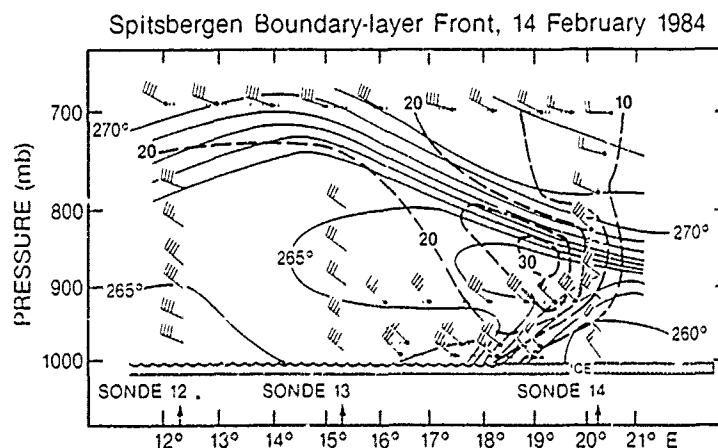 Spitsbergen Boundary-layer Front, 14 February 1984
PRESSURE (mb)
700
800
900
1000
270°
20
265°
265°
20
20
30
10
270°
260°
ICE
SONDE 12
SONDE 13
SONDE 14
12° 13° 14° 15° 16° 17° 18° 19° 20° 21° E